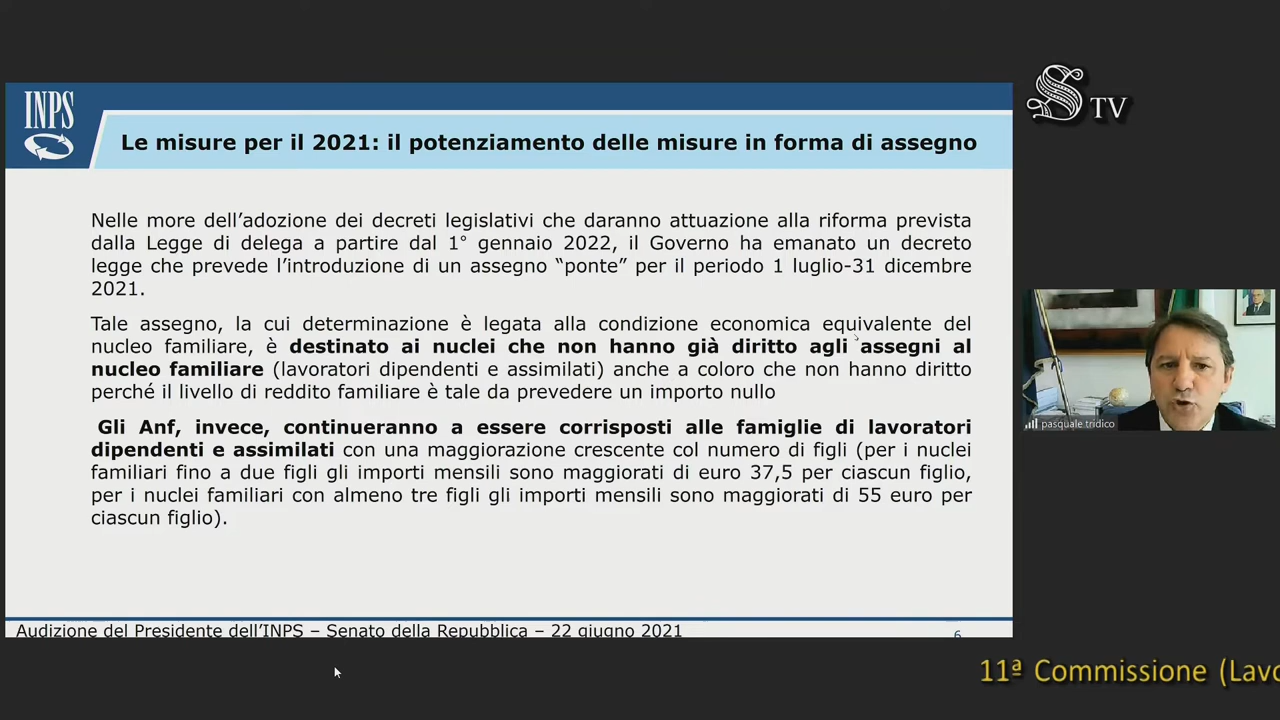 INPS
Le misure per il 2021: il potenziamento delle misure in forma di assegno
Nelle more dell’adozione dei decreti legislativi che daranno attuazione alla riforma prevista
dalla Legge di delega a partire dal 1° gennaio 2022, il Governo ha emanato un decreto
legge che prevede l’introduzione di un assegno “ponte” per il periodo 1 luglio-31 dicembre
2021.
Tale assegno, la cui determinazione è legata alla condizione economica equivalente del
nucleo familiare, è destinato ai nuclei che non hanno già diritto agli assegni al
nucleo familiare (lavoratori dipendenti e assimilati) anche a coloro che non hanno diritto
perché il livello di reddito familiare è tale da prevedere un importo nullo
Gli Anf, invece, continueranno a essere corrisposti alle famiglie di lavoratori
dipendenti e assimilati con una maggiorazione crescente col numero di figli (per i nuclei
familiari fino a due figli gli importi mensili sono maggiorati di euro 37,5 per ciascun figlio,
per i nuclei familiari con almeno tre figli gli importi mensili sono maggiorati di 55 euro per
ciascun figlio).
Audizione del Presidente dell’INPS – Senato della Repubblica – 22 giugno 2021
6
S TV
pasquale tridico
11ª Commissione (Lavo